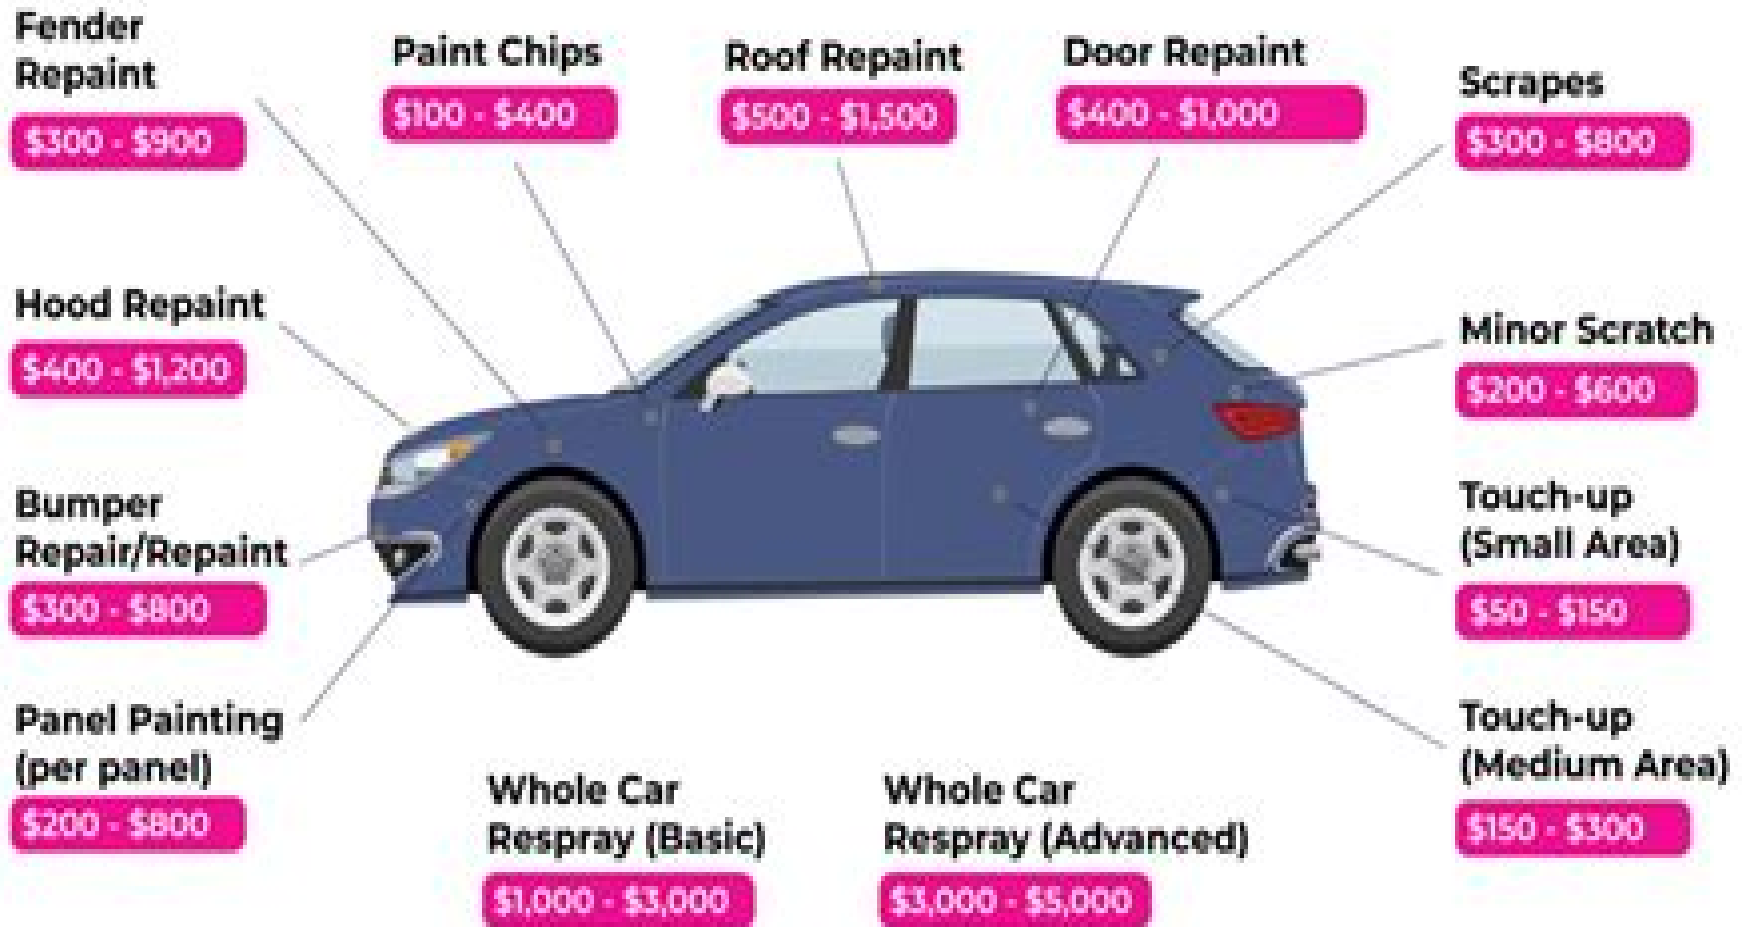 Fender
Repaint
$300 - $900
Paint Chips
$100 - $400
Roof Repaint
$500 - $1,500
Door Repaint
$400 - $1,000
Scrapes
$300 - $800
Hood Repaint
$400 - $1,200
Minor Scratch
$200 - $600
Bumper
Repair/Repaint
$300 - $800
Touch-up
(Small Area)
$50 - $150
Panel Painting
(per panel)
$200 - $800
Touch-up
(Medium Area)
$150 - $300
Whole Car
Respray (Basic)
$1,000 - $3,000
Whole Car
Respray (Advanced)
$3,000 - $5,000